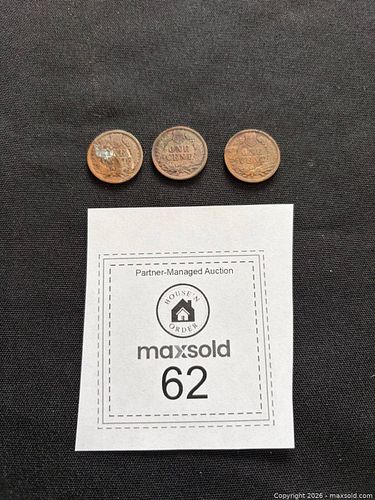 ONE
CENT
ONE
CENT
Partner-Managed Auction
HOUSE'N
ORDER
maxsold
62
Copyright 2026 - maxsold.com